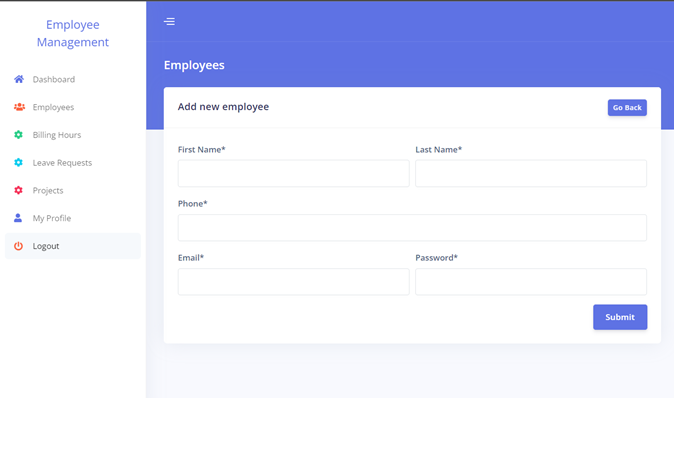 Employee
Management
Dashboard
Employees
Billing Hours
Leave Requests
Projects
My Profile
Logout
Employees
Add new employee
Go Back
First Name*
Last Name*
Phone*
Email*
Password*
Submit